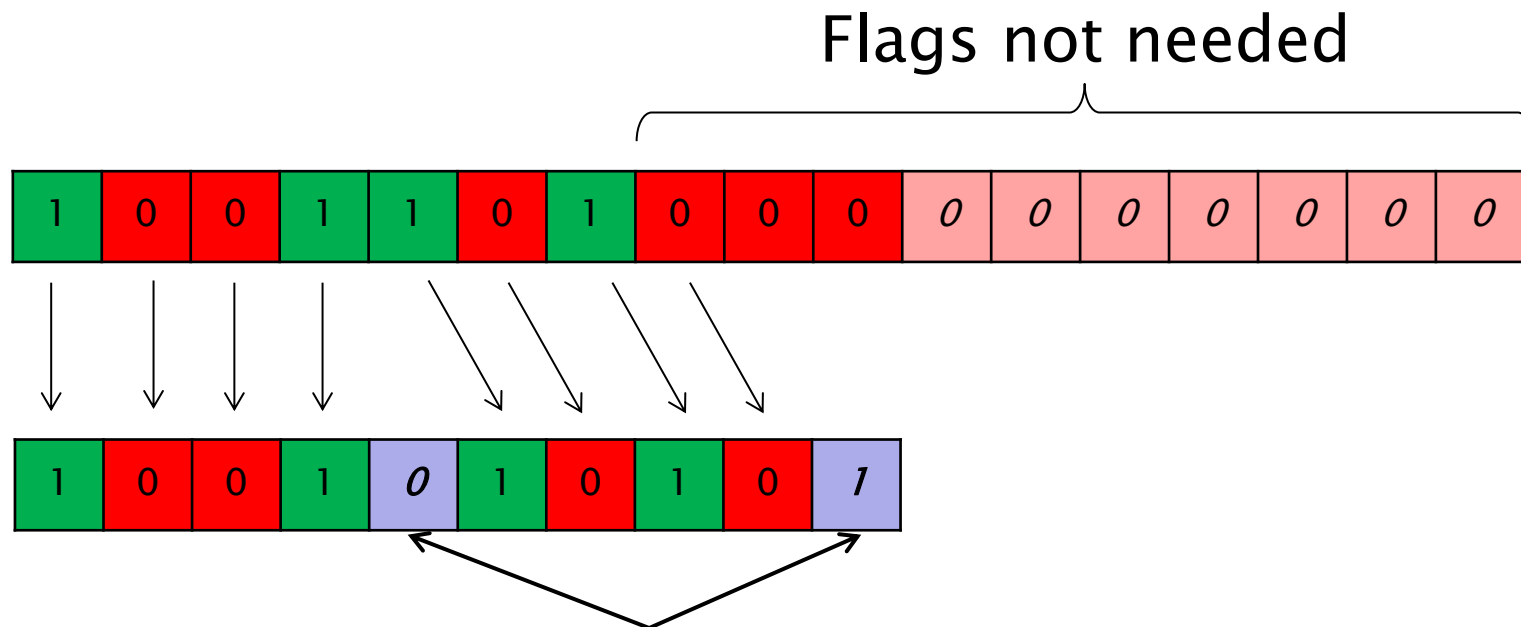 Flags not needed
1 0 0 1 1 0 1 0 0 0 0 0 0 0 0 0 0
1 0 0 1 0 1 0 1 0 1